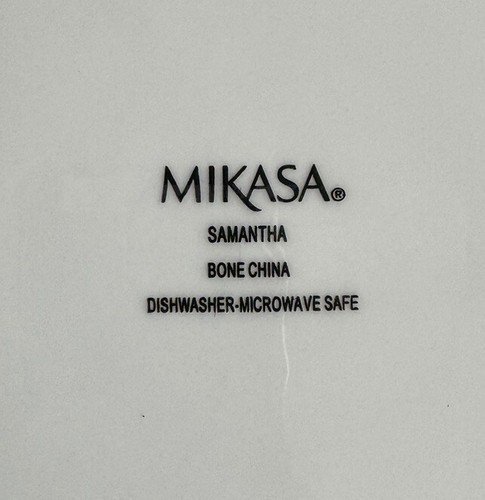 MIKASA®
SAMANTHA
BONE CHINA
DISHWASHER-MICROWAVE SAFE